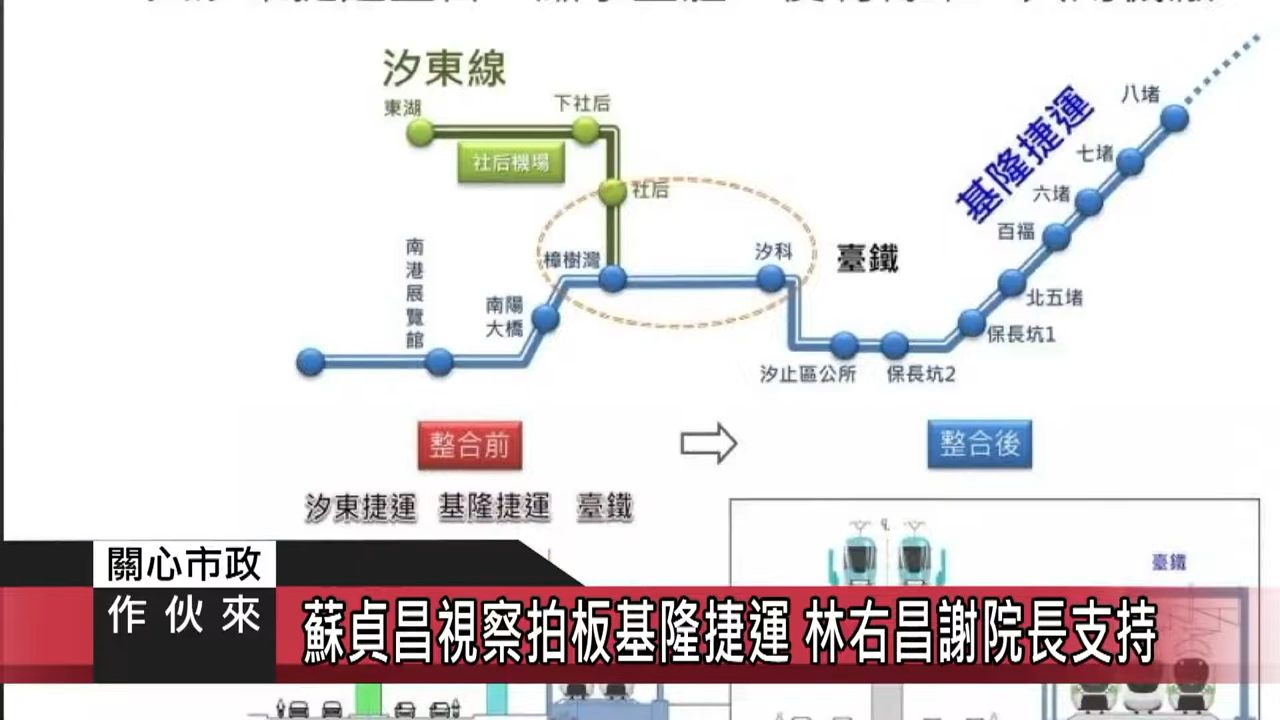 汐東線
東湖
下社后
社后機場
社后
樟樹灣
汐科
臺鐵
南港展覽館
南陽
大橋
基隆捷運
八堵
七堵
六堵
百福
北五堵
保長坑1
汐止區公所
保長坑2
整合前
整合後
汐東捷運 基隆捷運 臺鐵
臺鐵
關心市政
作伙來
蘇貞昌視察拍板基隆捷運 林右昌謝院長支持